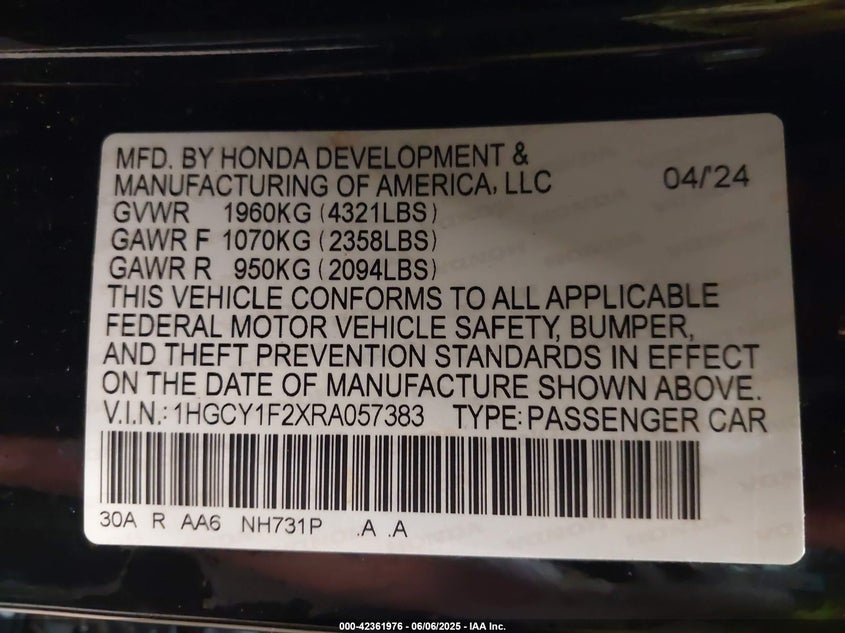 MFD. BY HONDA DEVELOPMENT &
MANUFACTURING OF AMERICA, LLC 04/'24
GVWR 1960KG (4321LBS)
GAWR F 1070KG (2358LBS)
GAWR R 950KG (2094LBS)
THIS VEHICLE CONFORMS TO ALL APPLICABLE
FEDERAL MOTOR VEHICLE SAFETY, BUMPER,
AND THEFT PREVENTION STANDARDS IN EFFECT
ON THE DATE OF MANUFACTURE SHOWN ABOVE.
V.I.N.: 1HGCY1F2XRA057383 TYPE: PASSENGER CAR
30A R AA6 NH731P .A .A
000-42361976 - 06/06/2025 - IAA Inc.